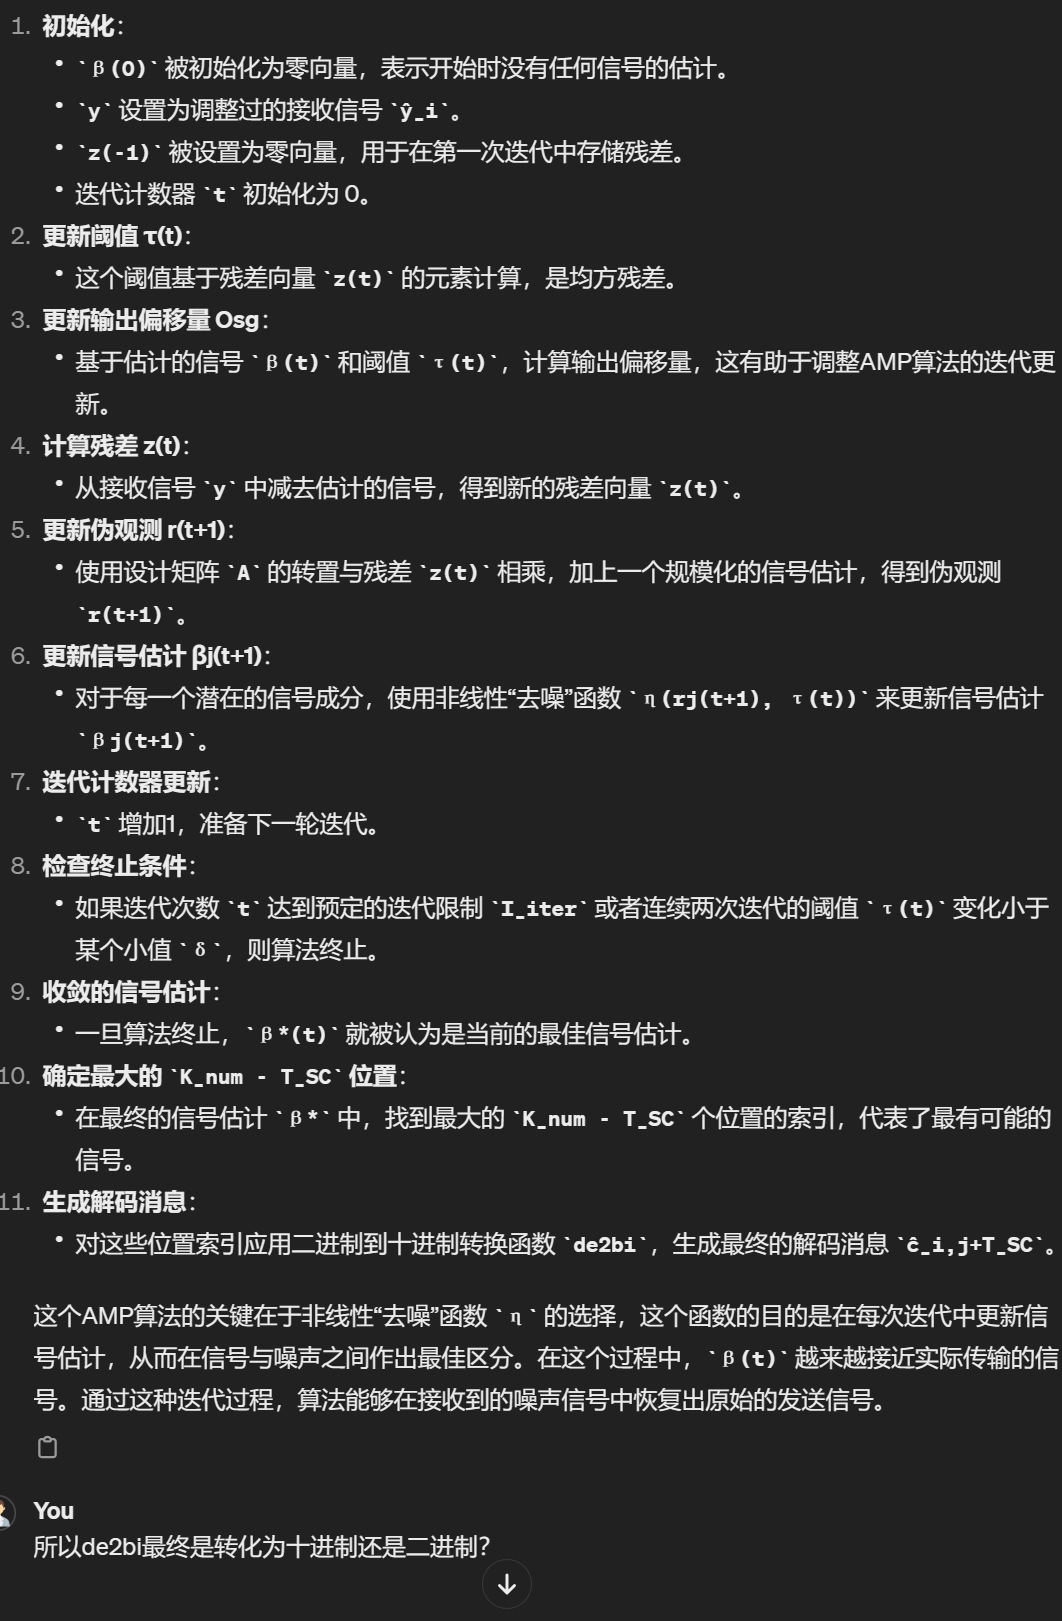 1. 初始化：
• `β(0)` 被初始化为零向量，表示开始时没有任何信号的估计。
• `y` 设置为调整过的接收信号 `ŷ_i`。
• `z(-1)` 被设置为零向量，用于在第一次迭代中存储残差。
• 迭代计数器 `t` 初始化为 0。
2. 更新阈值 τ(t)：
• 这个阈值基于残差向量 `z(t)` 的元素计算，是均方残差。
3. 更新输出偏移量 Osg：
• 基于估计的信号 `β(t)` 和阈值 `τ(t)`，计算输出偏移量，这有助于调整AMP算法的迭代更
新。
4. 计算残差 z(t)：
• 从接收信号 `y` 中减去估计的信号，得到新的残差向量 `z(t)`。
5. 更新伪观测 r(t+1)：
• 使用设计矩阵 `A` 的转置与残差 `z(t)` 相乘，加上一个规模化的信号估计，得到伪观测
`r(t+1)`。
6. 更新信号估计 βj(t+1)：
• 对于每一个潜在的信号成分，使用非线性“去噪”函数 `η(rj(t+1), τ(t))` 来更新信号估计
`βj(t+1)`。
7. 迭代计数器更新：
• `t` 增加1，准备下一轮迭代。
8. 检查终止条件：
• 如果迭代次数 `t` 达到预定的迭代限制 `I_iter` 或者连续两次迭代的阈值 `τ(t)` 变化小于
某个小值 `δ`，则算法终止。
9. 收敛的信号估计：
• 一旦算法终止，`β*(t)` 就被认为是当前的最佳信号估计。
10. 确定最大的 `K_num - T_SC` 位置：
• 在最终的信号估计 `β*` 中，找到最大的 `K_num - T_SC` 个位置的索引，代表了最有可能的
信号。
11. 生成解码消息：
• 对这些位置索引应用二进制到十进制转换函数 `de2bi`，生成最终的解码消息 `ĉ_i,j+T_SC`。
这个AMP算法的关键在于非线性“去噪”函数 `η` 的选择，这个函数的目的是在每次迭代中更新信
号估计，从而在信号与噪声之间作出最佳区分。在这个过程中，`β(t)` 越来越接近实际传输的信
号。通过这种迭代过程，算法能够在接收到的噪声信号中恢复出原始的发送信号。
You
所以de2bi最终是转化为十进制还是二进制？